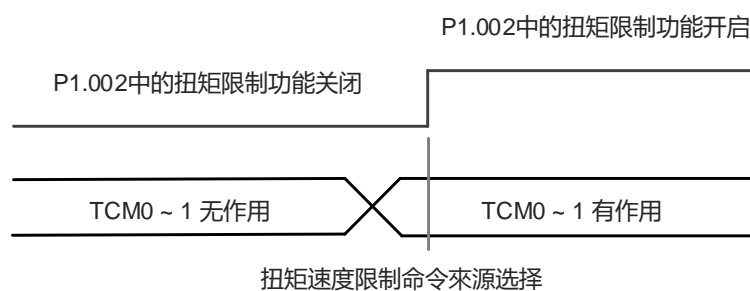 P1.002中的扭矩限制功能开启
P1.002中的扭矩限制功能关闭
TCM0 ~ 1 无作用
TCM0 ~ 1 有作用
扭矩速度限制命令來源选择